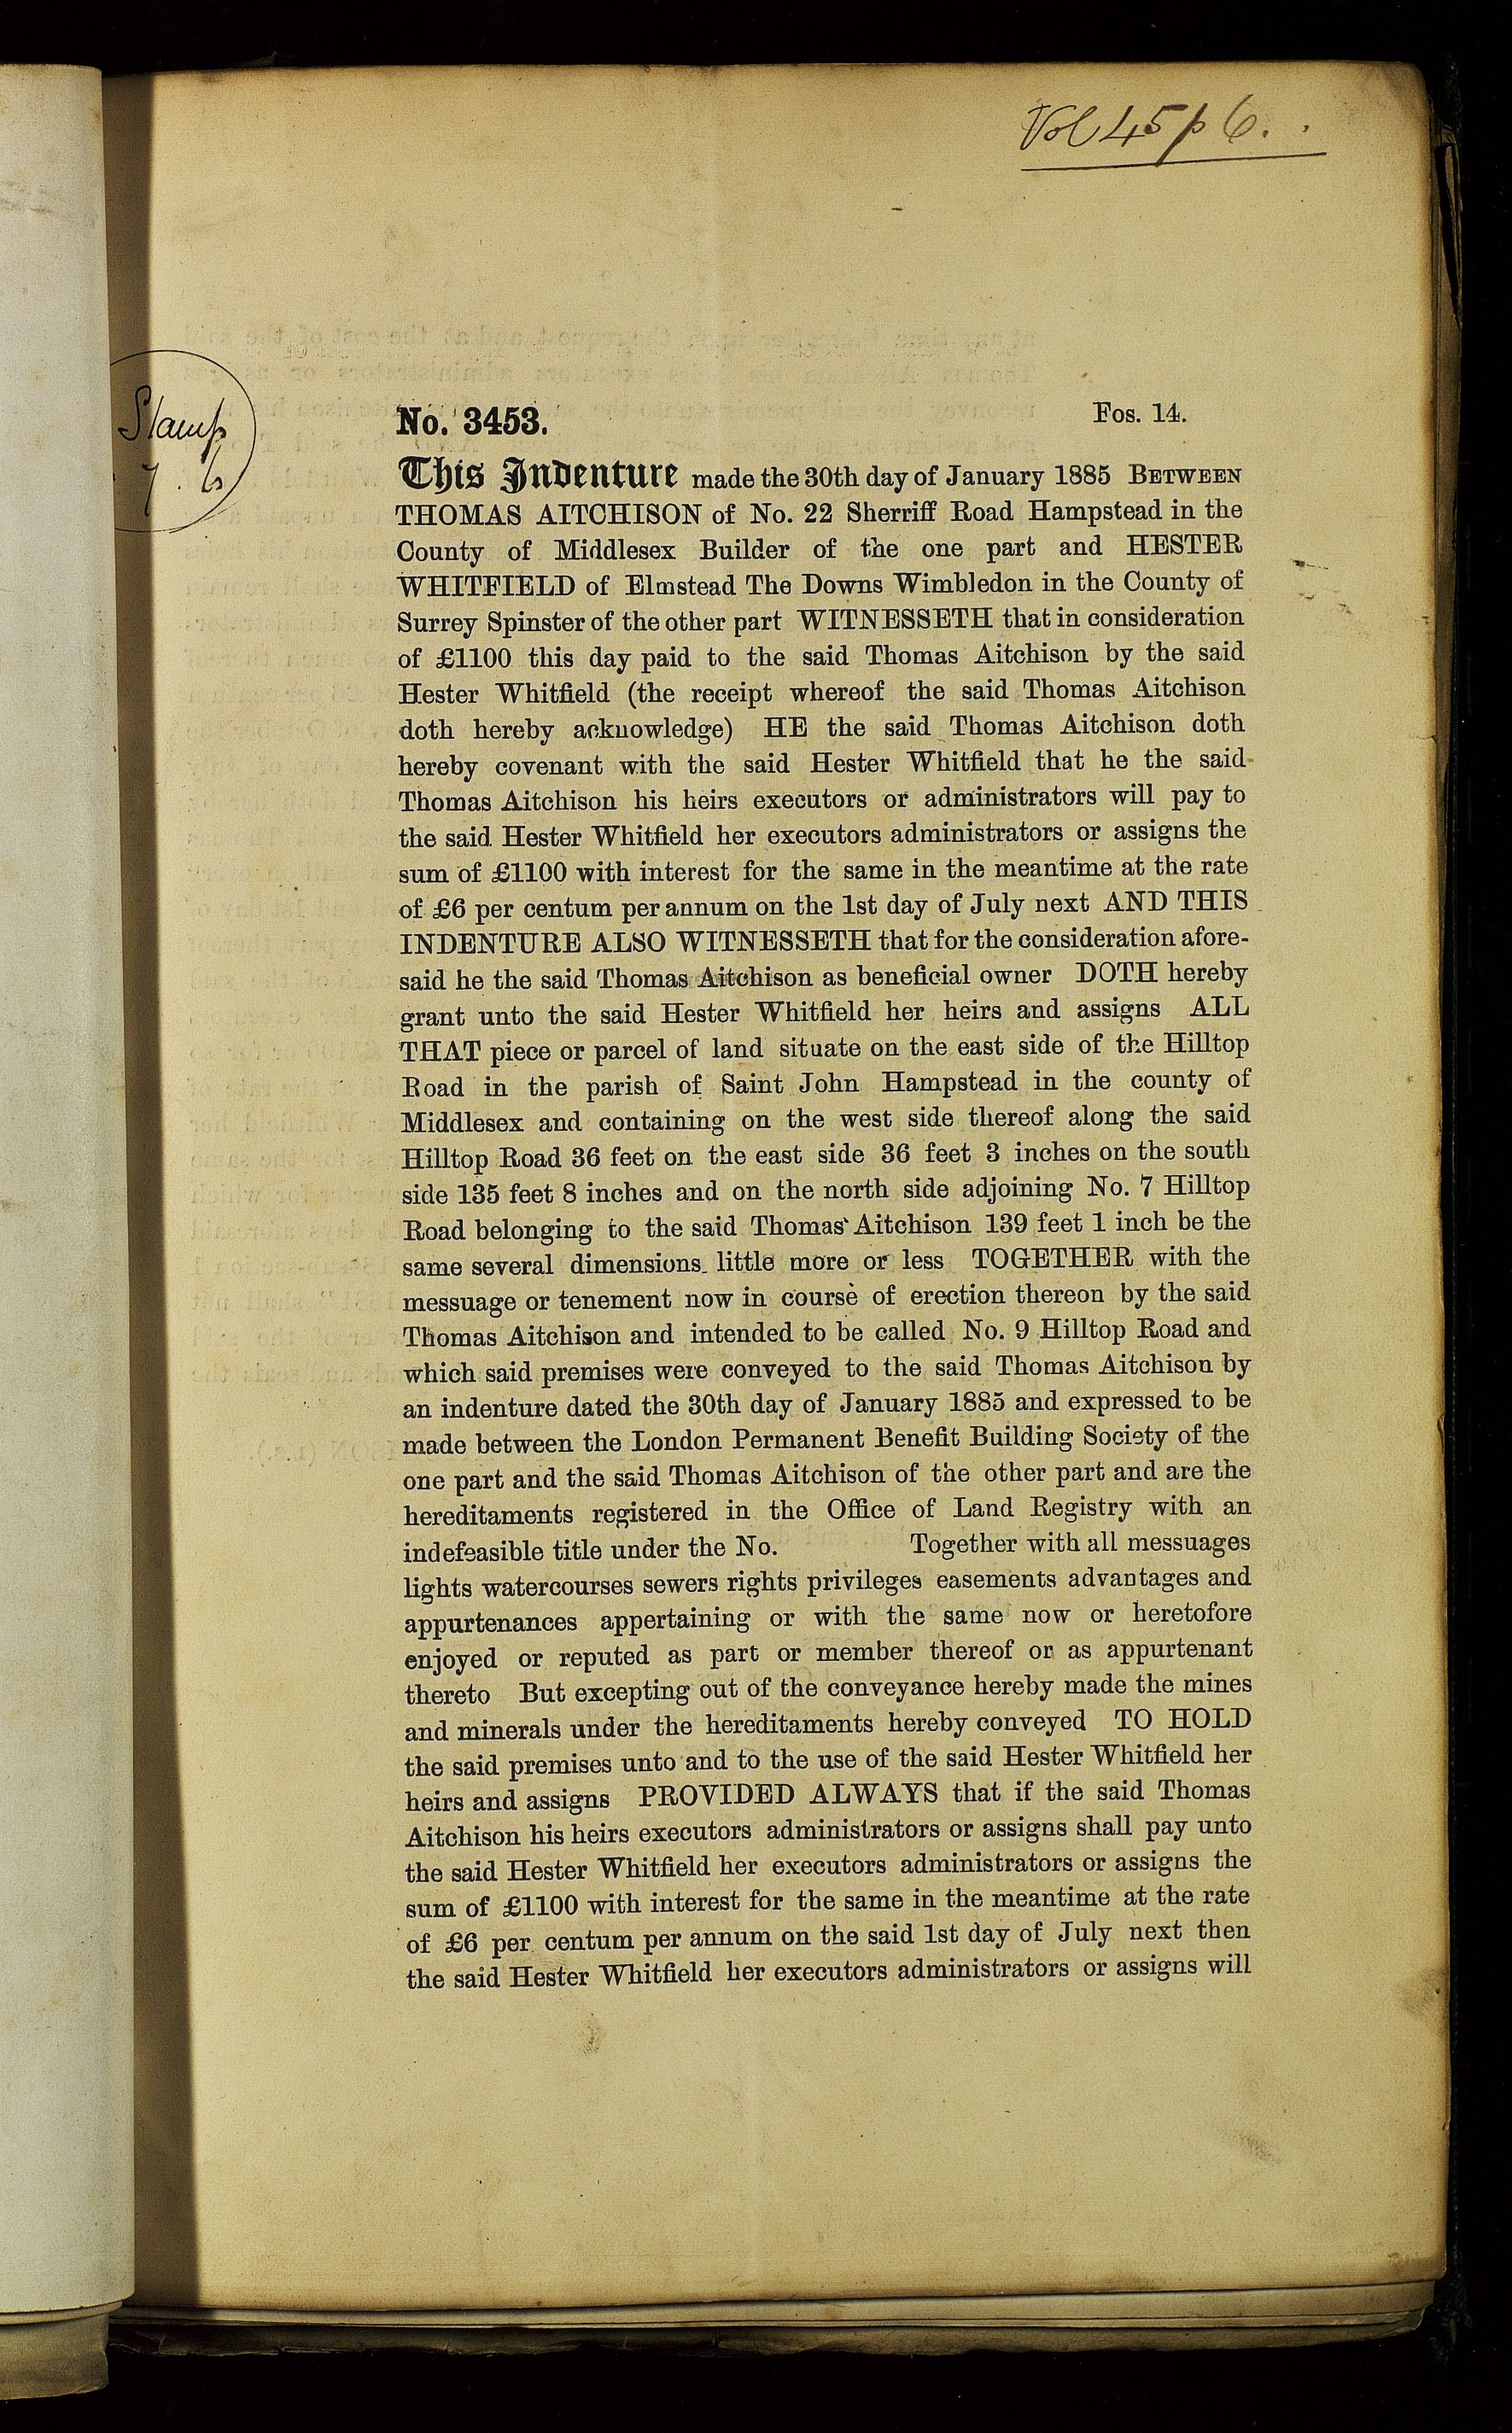 Vol 45 p 6.
Stamp
7. 6
No. 3453.
Fos. 14.
This Indenture made the 30th day of January 1885 BETWEEN
THOMAS AITCHISON of No. 22 Sherriff Road Hampstead in the
County of Middlesex Builder of the one part and HESTER
WHITFIELD of Elmstead The Downs Wimbledon in the County of
Surrey Spinster of the other part WITNESSETH that in consideration
of £1100 this day paid to the said Thomas Aitchison by the said
Hester Whitfield (the receipt whereof the said Thomas Aitchison
doth hereby acknowledge) HE the said Thomas Aitchison doth
hereby covenant with the said Hester Whitfield that he the said
Thomas Aitchison his heirs executors or administrators will pay to
the said Hester Whitfield her executors administrators or assigns the
sum of £1100 with interest for the same in the meantime at the rate
of £6 per centum per annum on the 1st day of July next AND THIS
INDENTURE ALSO WITNESSETH that for the consideration afore-
said he the said Thomas Aitchison as beneficial owner DOTH hereby
grant unto the said Hester Whitfield her heirs and assigns ALL
THAT piece or parcel of land situate on the east side of the Hilltop
Road in the parish of Saint John Hampstead in the county of
Middlesex and containing on the west side thereof along the said
Hilltop Road 36 feet on the east side 36 feet 3 inches on the south
side 135 feet 8 inches and on the north side adjoining No. 7 Hilltop
Road belonging to the said Thomas Aitchison 139 feet 1 inch be the
same several dimensions little more or less TOGETHER with the
messuage or tenement now in course of erection thereon by the said
Thomas Aitchison and intended to be called No. 9 Hilltop Road and
which said premises were conveyed to the said Thomas Aitchison by
an indenture dated the 30th day of January 1885 and expressed to be
made between the London Permanent Benefit Building Society of the
one part and the said Thomas Aitchison of the other part and are the
hereditaments registered in the Office of Land Registry with an
indefeasible title under the No. Together with all messuages
lights watercourses sewers rights privileges easements advantages and
appurtenances appertaining or with the same now or heretofore
enjoyed or reputed as part or member thereof or as appurtenant
thereto But excepting out of the conveyance hereby made the mines
and minerals under the hereditaments hereby conveyed TO HOLD
the said premises unto and to the use of the said Hester Whitfield her
heirs and assigns PROVIDED ALWAYS that if the said Thomas
Aitchison his heirs executors administrators or assigns shall pay unto
the said Hester Whitfield her executors administrators or assigns the
sum of £1100 with interest for the same in the meantime at the rate
of £6 per centum per annum on the said 1st day of July next then
the said Hester Whitfield her executors administrators or assigns will